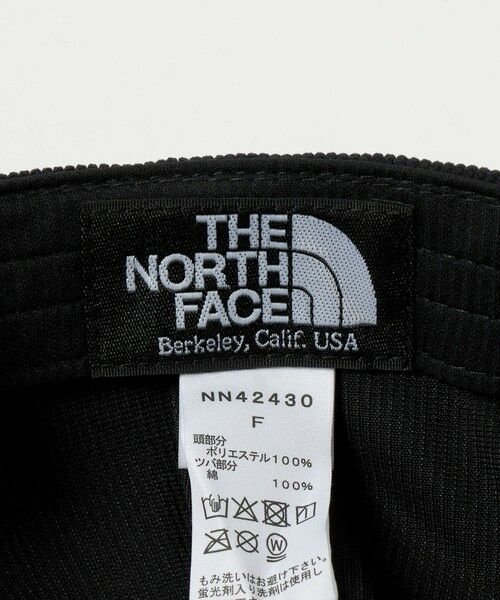 THE
NORTH
FACE
Berkeley, Calif. USA
NN42430
F
頭部分
ポリエステル100%
ツバ部分
綿 100%
もみ洗いはお避け下さい。
蛍光剤入り洗剤は使用し